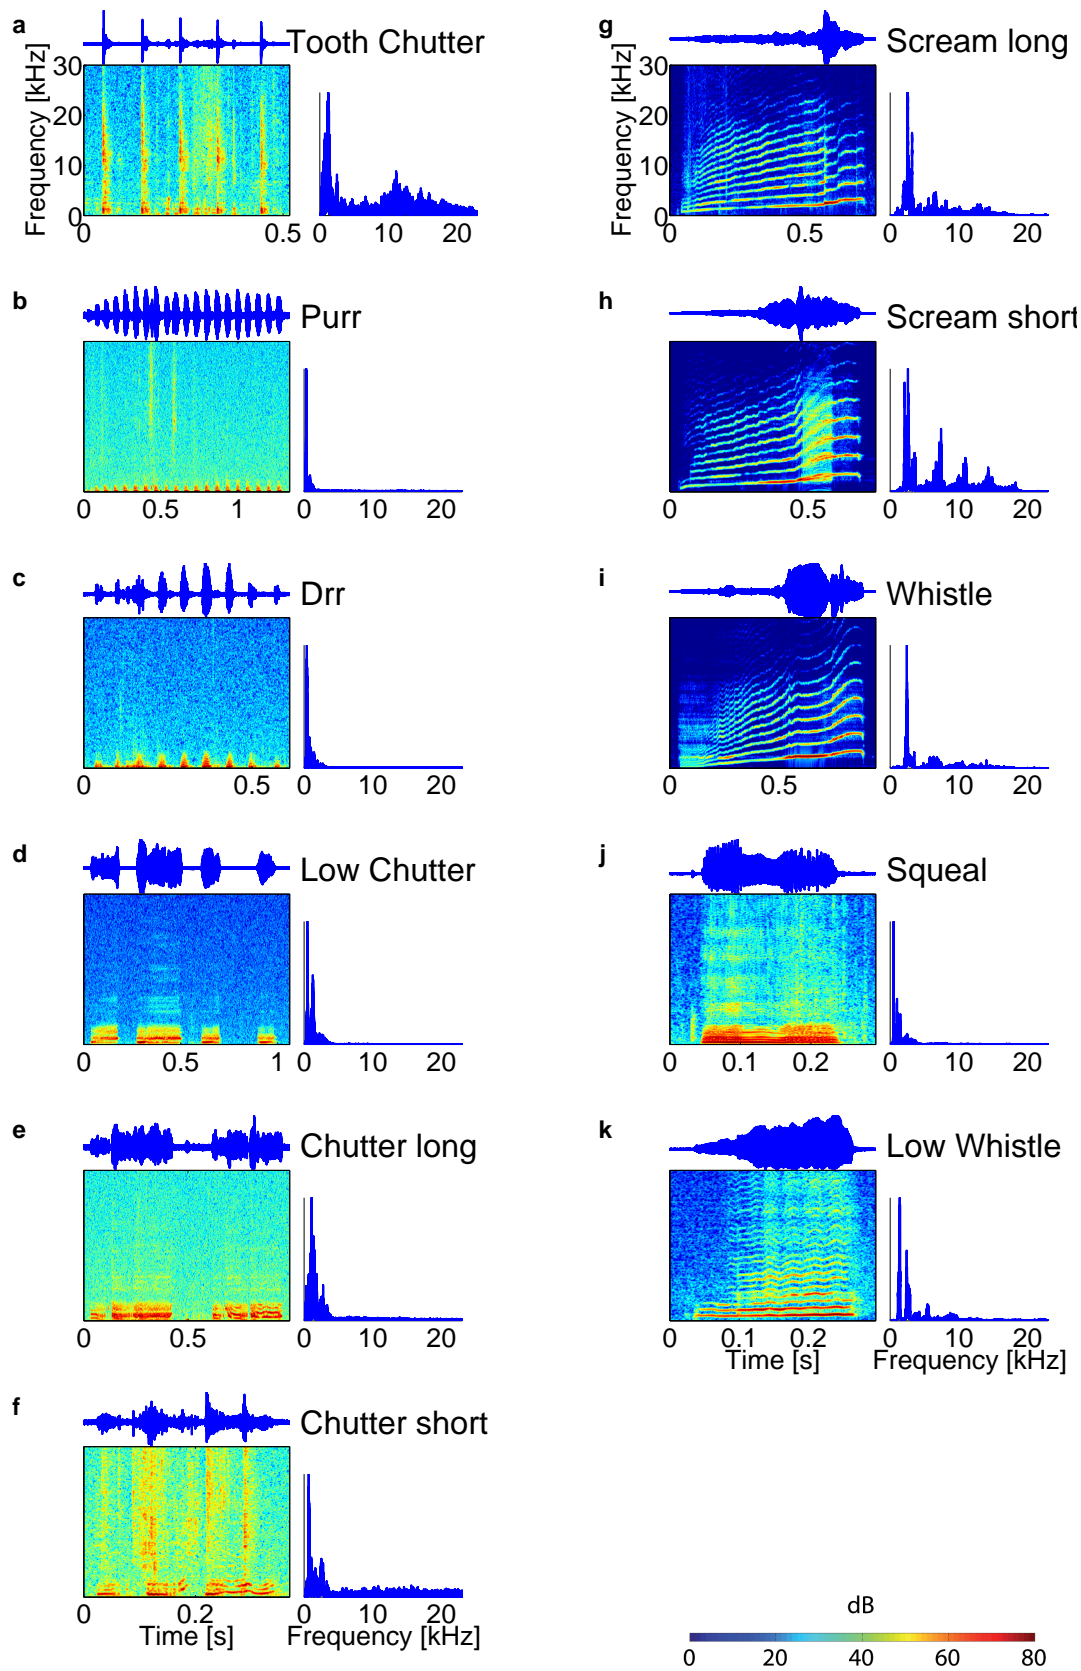 a
Tooth Chutter
Frequency [kHz]
30
20
10
0
0 0.5
0 10 20
b
Purr
0 0.5 1
0 10 20
c
Drr
0 0.5
0 10 20
d
Low Chutter
0 0.5 1
0 10 20
e
Chutter long
0 0.5
0 10 20
f
Chutter short
0 0.2
0 10 20
Time [s]
Frequency [kHz]
g
Scream long
Frequency [kHz]
30
20
10
0
0 0.5
0 10 20
h
Scream short
0 0.5
0 10 20
i
Whistle
0 0.5
0 10 20
j
Squeal
0 0.1 0.2
0 10 20
k
Low Whistle
0 0.1 0.2
0 10 20
Time [s]
Frequency [kHz]
dB
0 20 40 60 80